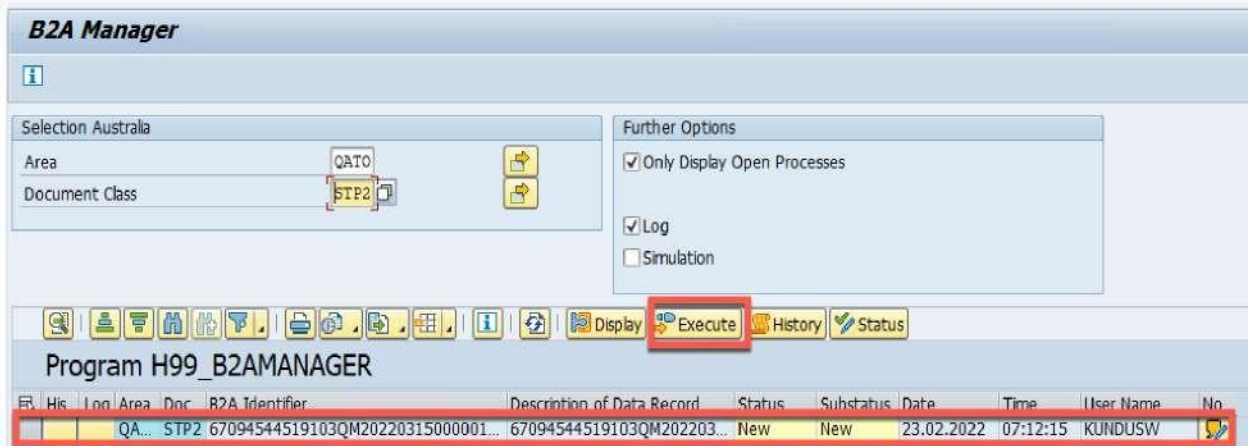 B2A Manager
Selection Australia
Further Options
Area QATO
Only Display Open Processes
Document Class STP2
Log
Simulation
Display Execute History Status
Program H99_B2AMANAGER
His Log Area Doc B2A Identifier Description of Data Record Status Substatus Date Time User Name No
QA... STP2 67094544519103QM20220315000001... 67094544519103QM202203... New New 23.02.2022 07:12:15 KUNDUSW